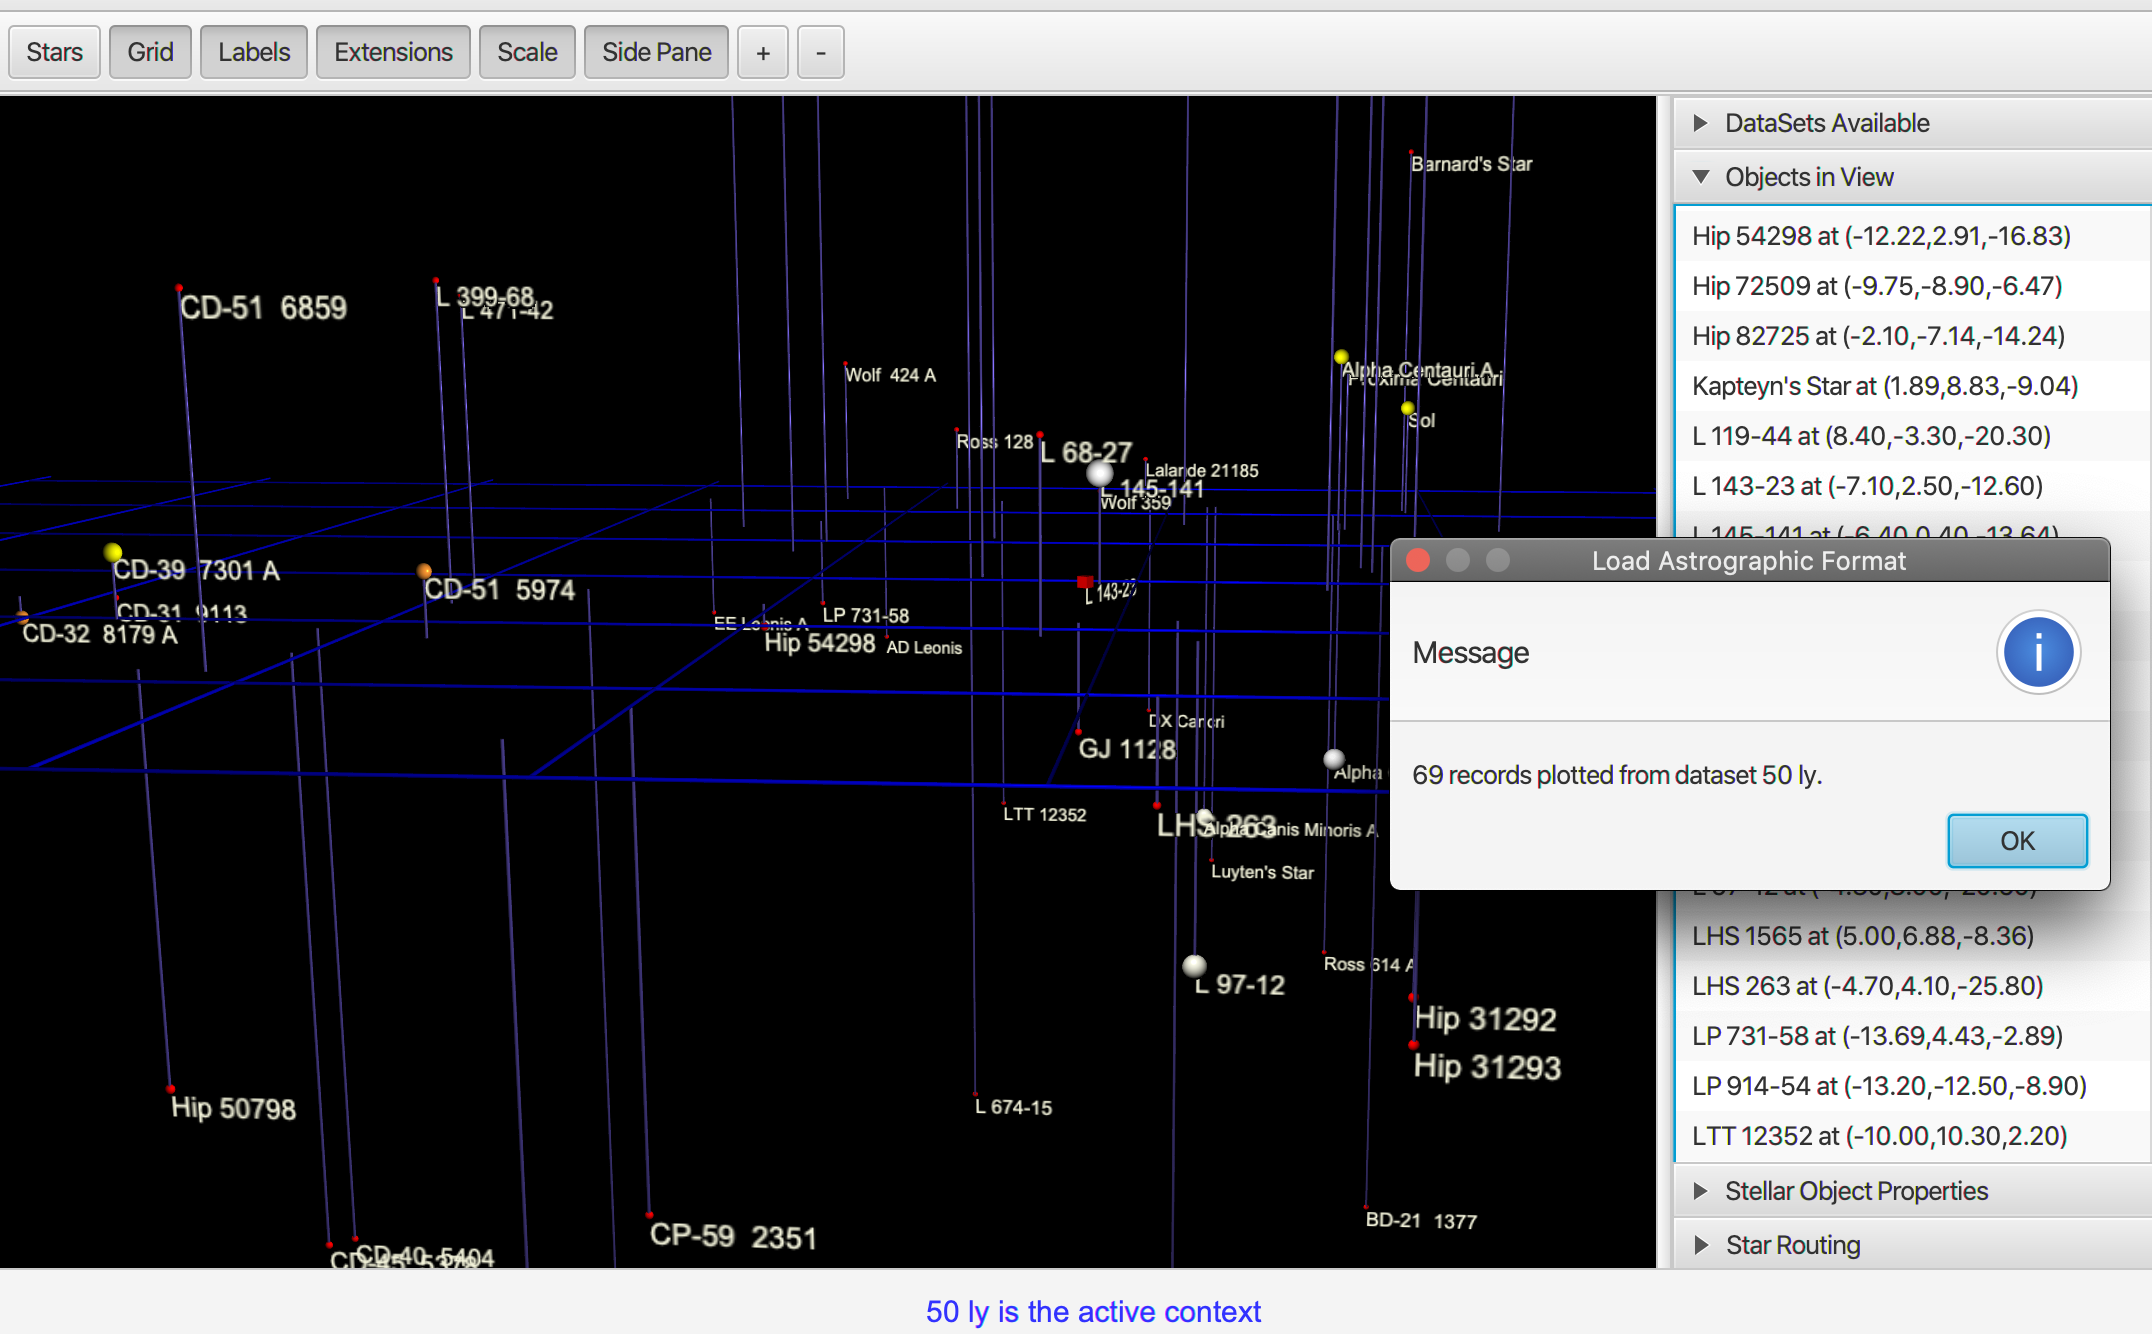 Stars Grid Labels Extensions Scale Side Pane + -
DataSets Available
Objects in View
Hip 54298 at (-12.22,2.91,-16.83)
Hip 72509 at (-9.75,-8.90,-6.47)
Hip 82725 at (-2.10,-7.14,-14.24)
Kapteyn's Star at (1.89,8.83,-9.04)
L 119-44 at (8.40,-3.30,-20.30)
L 143-23 at (-7.10,2.50,-12.60)
L 145-141 at (-6.40,0.40,-13.64)
LHS 1565 at (5.00,6.88,-8.36)
LHS 263 at (-4.70,4.10,-25.80)
LP 731-58 at (-13.69,4.43,-2.89)
LP 914-54 at (-13.20,-12.50,-8.90)
LTT 12352 at (-10.00,10.30,2.20)
Stellar Object Properties
Star Routing
Load Astrographic Format
Message
69 records plotted from dataset 50 ly.
OK
Barnard's Star
CD-51 6859
L 399-68
L 471-42
Wolf 424 A
Alpha Centauri A
Proxima Centauri
Sol
Ross 128
L 68-27
Lalande 21185
L 145-141
Wolf 359
CD-39 7301 A
CD-51 5974
L 143-23
CD-31 9113
CD-32 8179 A
EE Leonis A
LP 731-58
Hip 54298
AD Leonis
DX Cancri
GJ 1128
Alpha
LTT 12352
LHS 263
Alpha Canis Minoris A
Luyten's Star
Ross 614 A
L 97-12
Hip 31292
Hip 31293
Hip 50798
L 674-15
BD-21 1377
CP-59 2351
CD-40 5404
50 ly is the active context